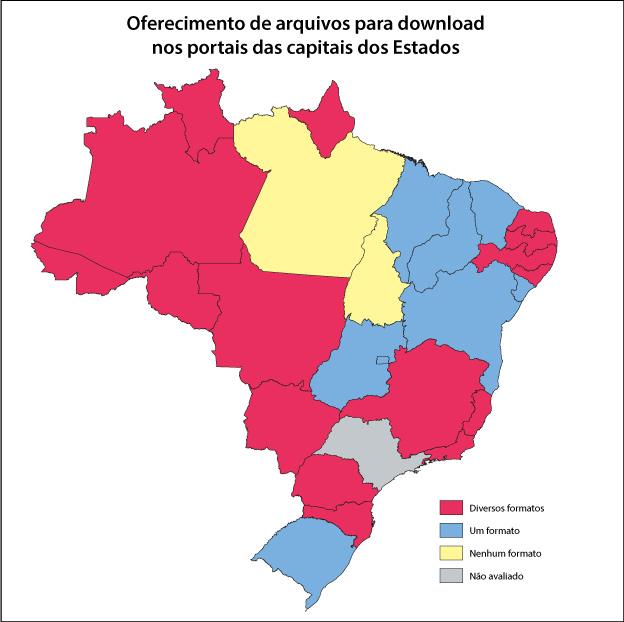 Oferecimento de arquivos para download
nos portais das capitais dos Estados
Diversos formatos
Um formato
Nenhum formato
Não avaliado